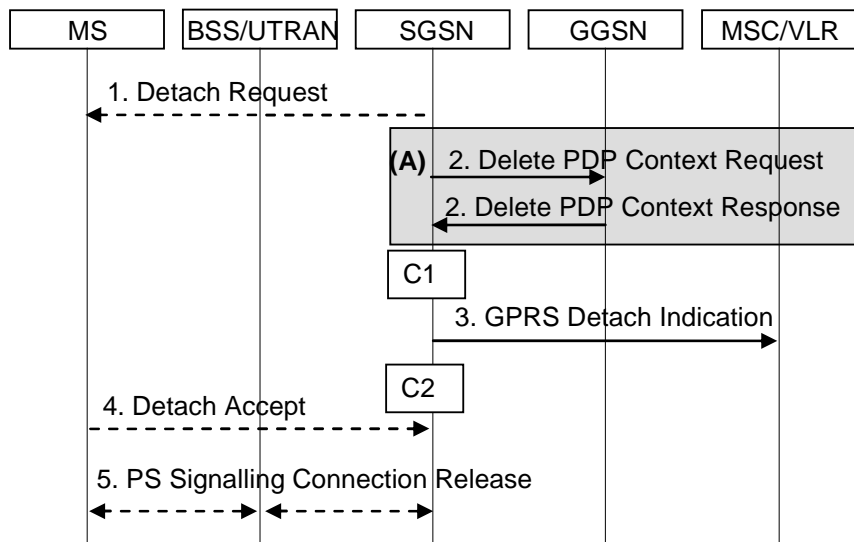 MS BSS/UTRAN SGSN GGSN MSC/VLR
1. Detach Request
(A) 2. Delete PDP Context Request
2. Delete PDP Context Response
C1
3. GPRS Detach Indication
C2
4. Detach Accept
5. PS Signalling Connection Release